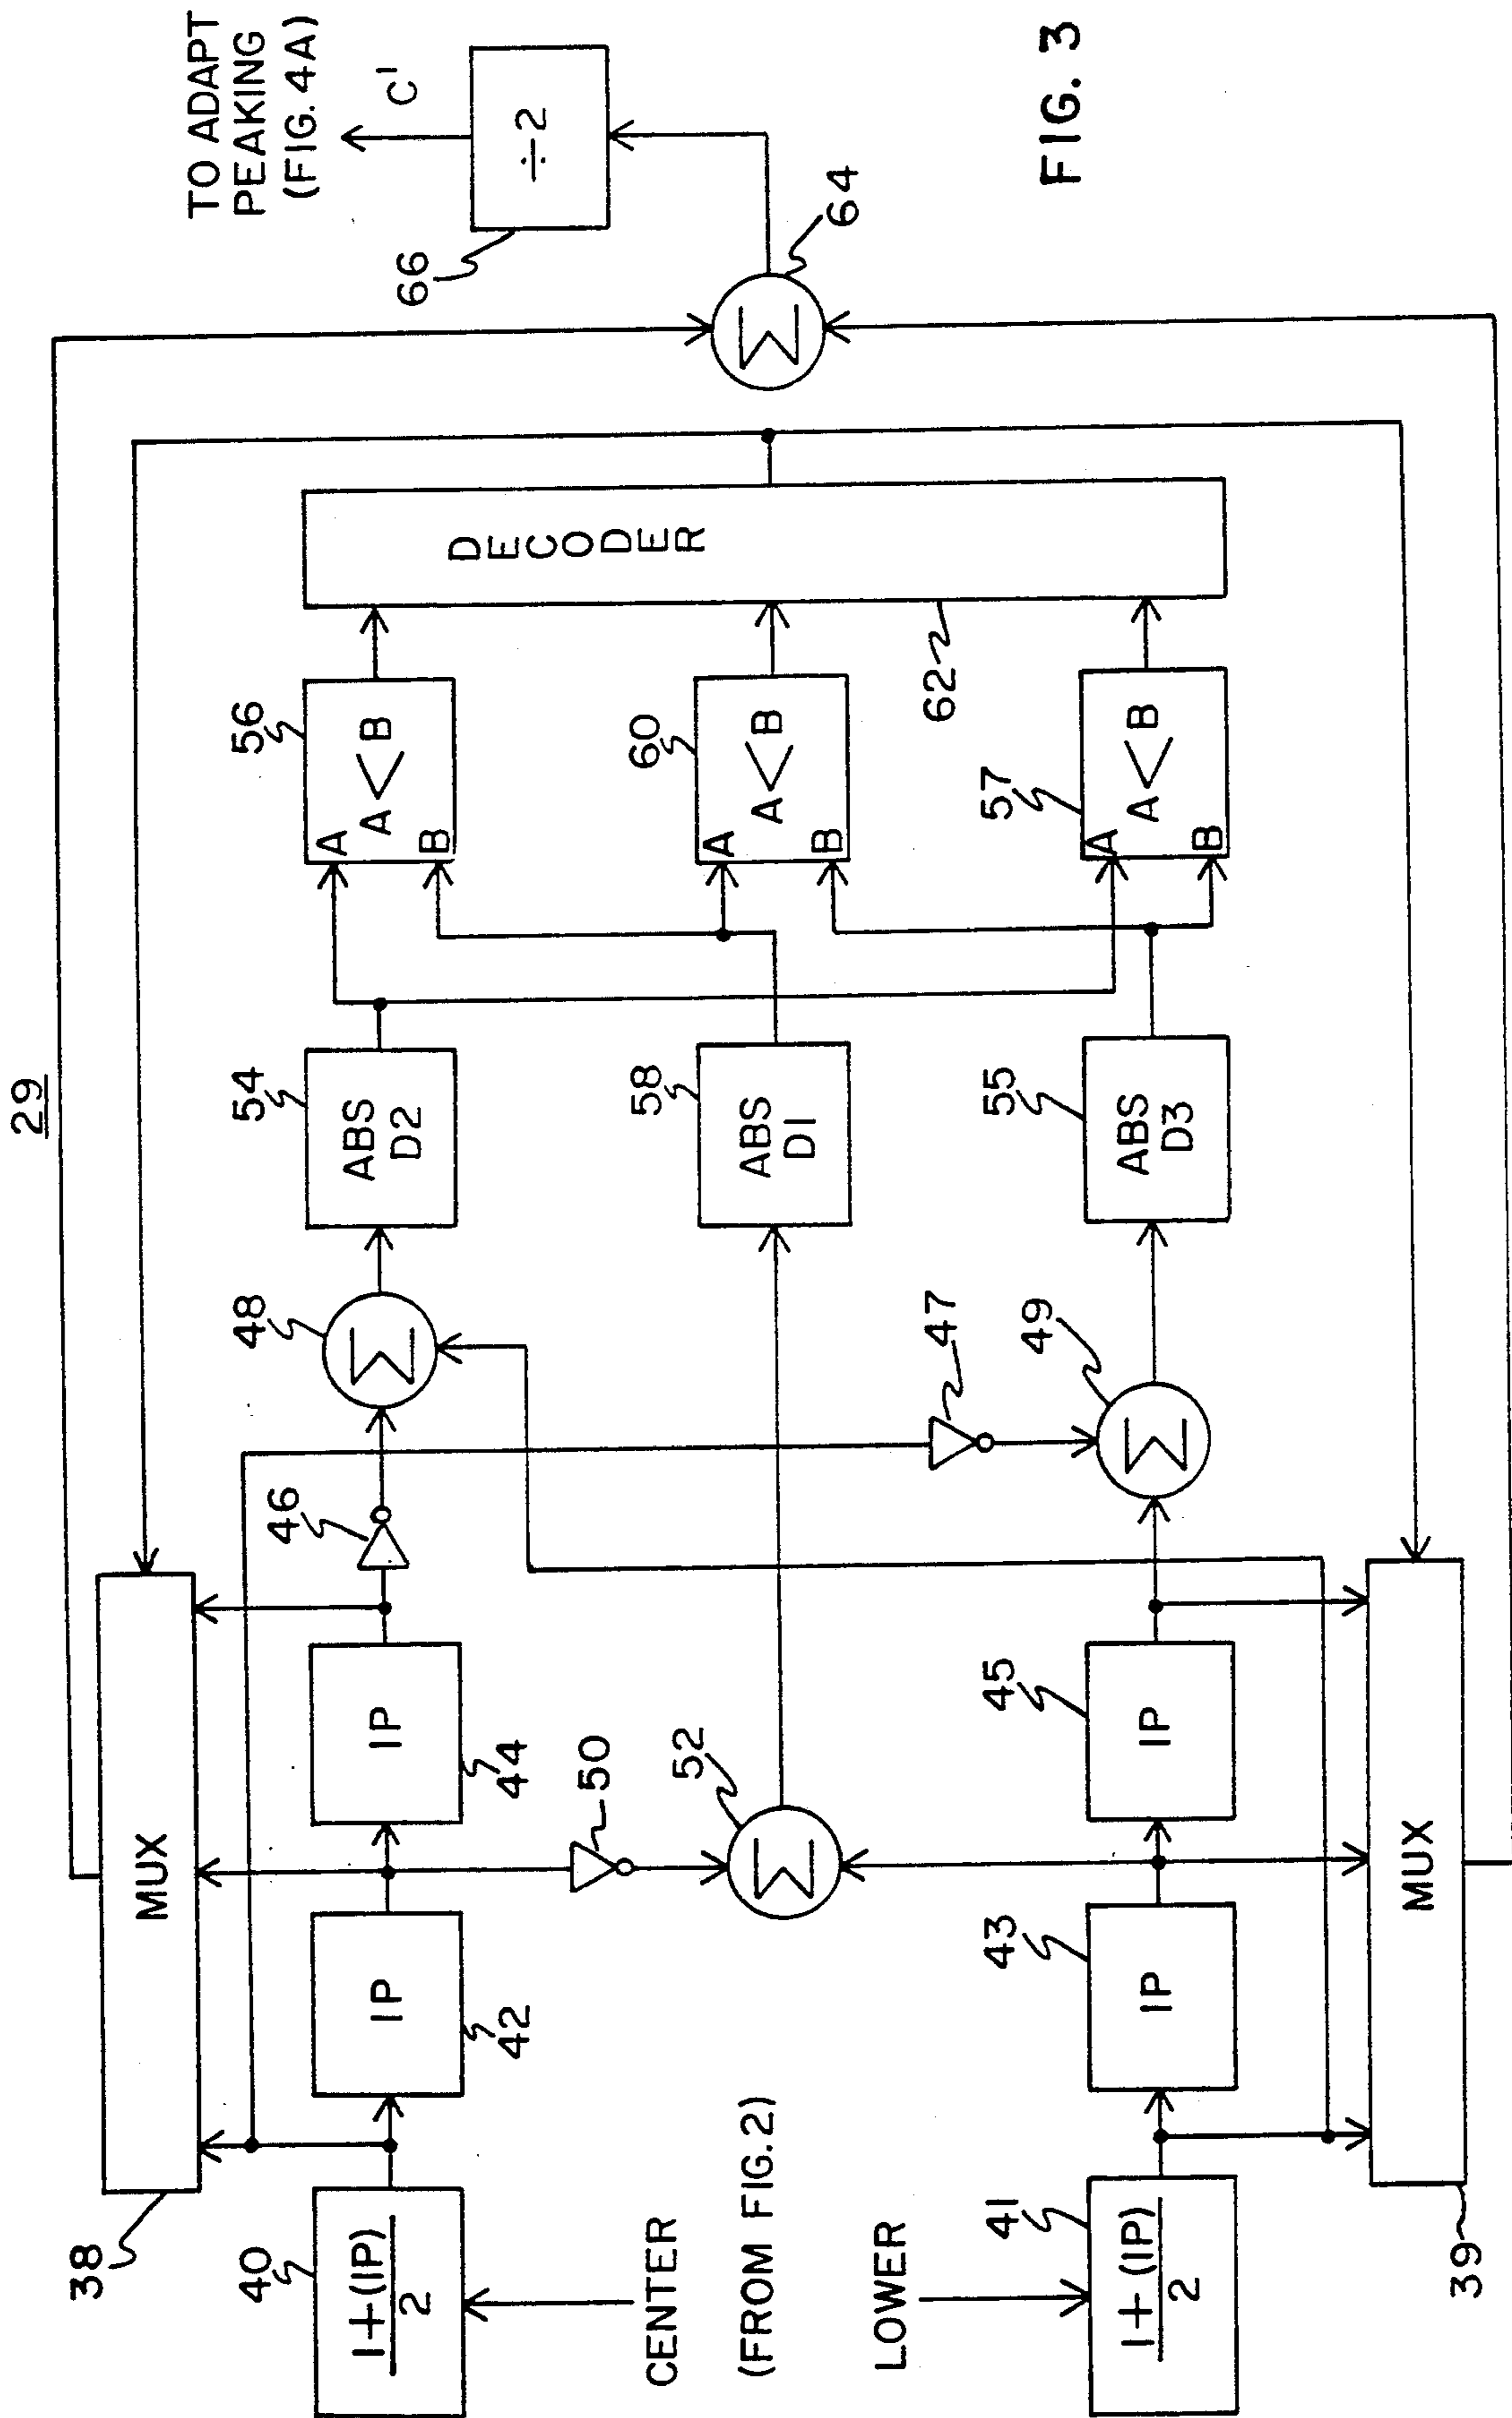 29
38
MUX
40
1+(IP)
2
42
IP
44
IP
46
48
54
ABS
D2
56
A
B
A<B
CENTER
(FROM FIG.2)
LOWER
50
52
58
ABS
D1
60
A
B
A<B
DECODER
62
47
49
41
1+(IP)
2
43
IP
45
IP
55
ABS
D3
57
A
B
A<B
39
MUX
64
66
÷2
C'
TO ADAPT
PEAKING
(FIG.4A)
FIG. 3
Σ
Σ
Σ
Σ